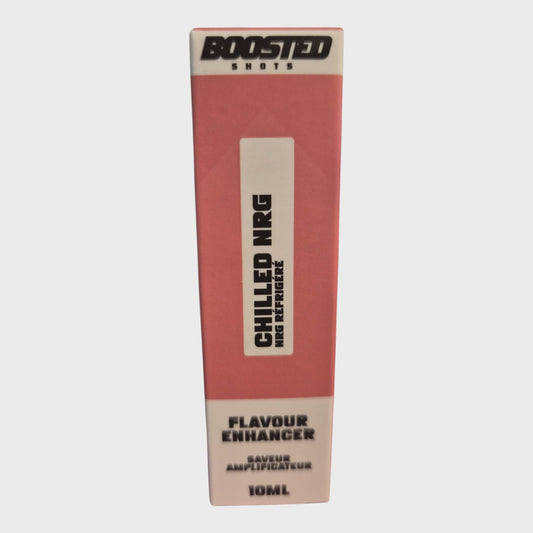 BOOSTED
SHOTS
CHILLED NRG
NRG RÉFRIGÉRÉ
FLAVOUR
ENHANCER
SAVEUR
AMPLIFICATEUR
10ML